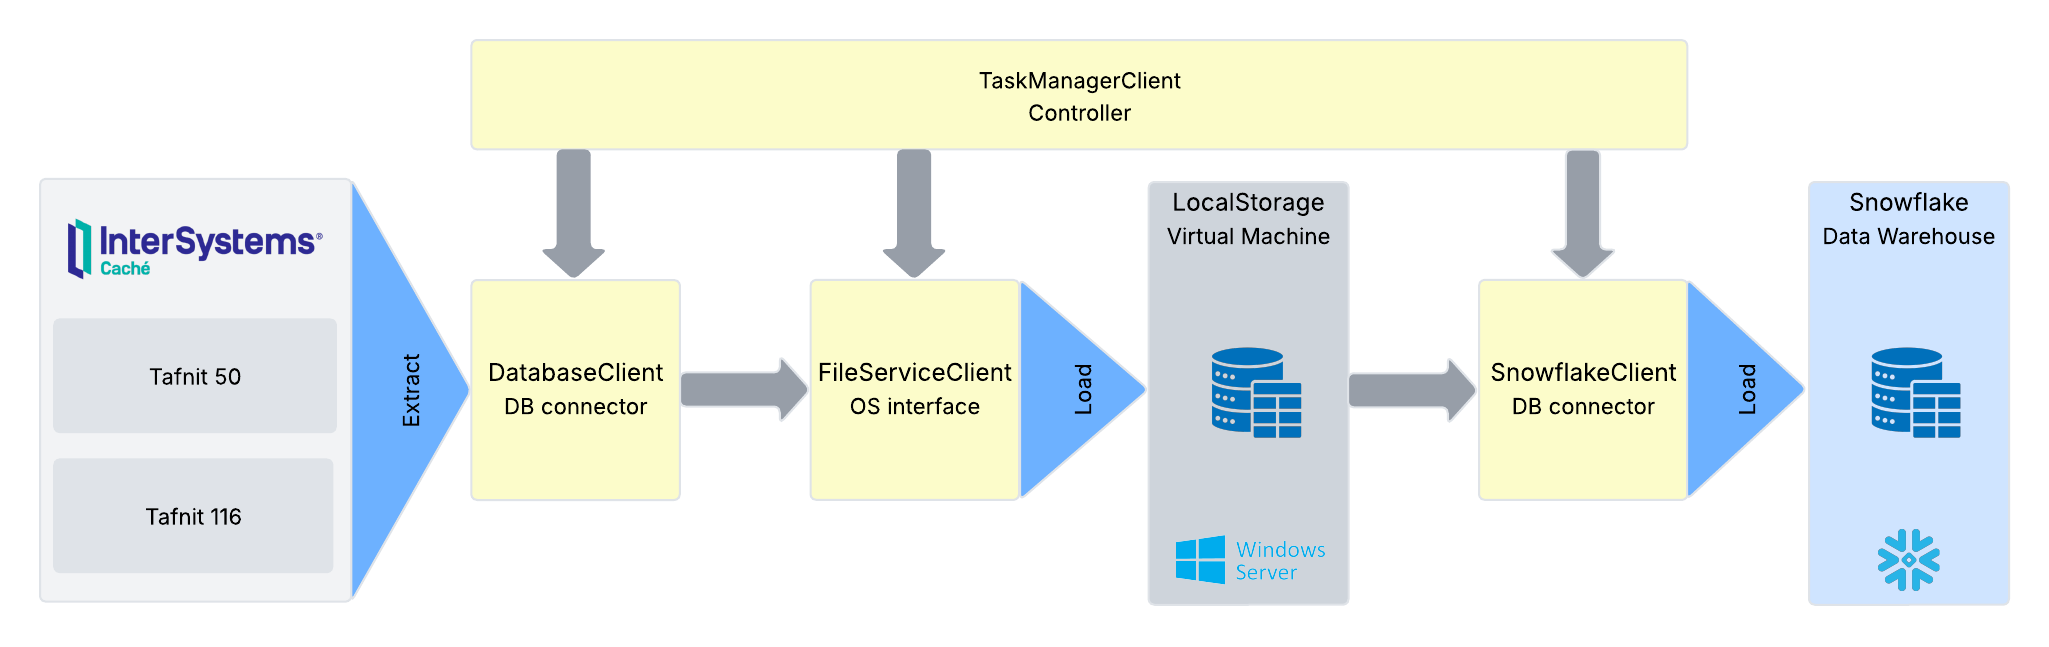 TaskManagerClient
Controller
InterSystems®
Caché
Tafnit 50
Tafnit 116
Extract
DatabaseClient
DB connector
FileServiceClient
OS interface
Load
LocalStorage
Virtual Machine
Windows
Server
SnowflakeClient
DB connector
Load
Snowflake
Data Warehouse